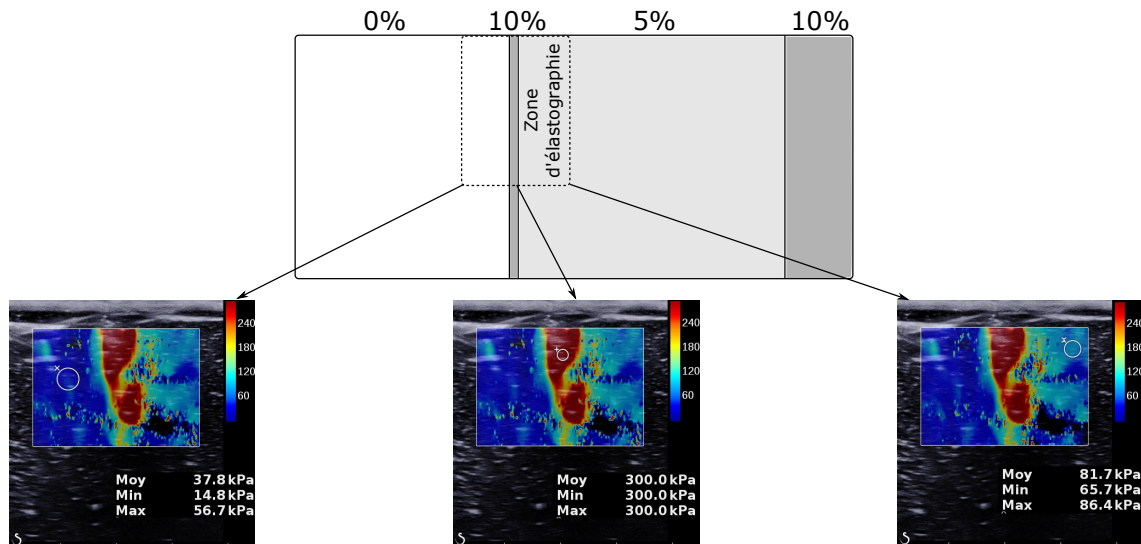 0%
10%
5%
10%
Zone
d'élastographie
240
180
120
60
Moy 37.8 kPa
Min 14.8 kPa
Max 56.7 kPa
240
180
120
60
Moy 300.0 kPa
Min 300.0 kPa
Max 300.0 kPa
240
180
120
60
Moy 81.7 kPa
Min 65.7 kPa
Max 86.4 kPa